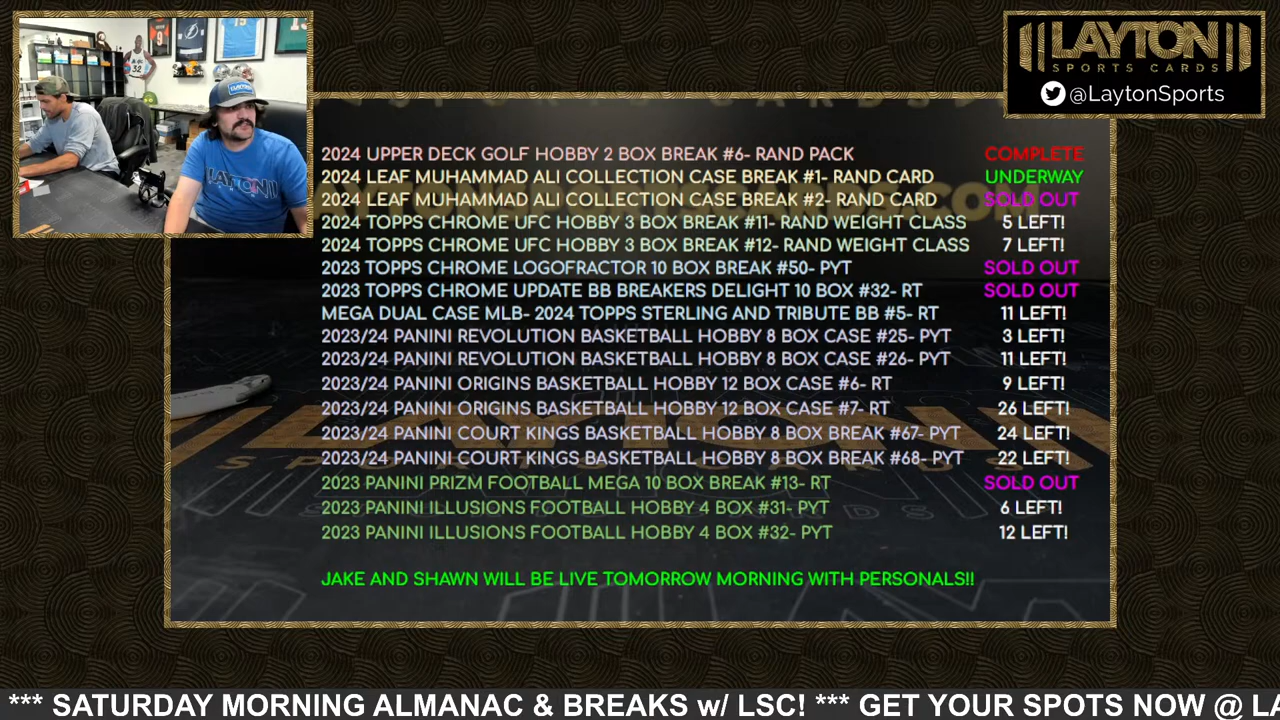 LAYTON
SPORTS CARDS
@LaytonSports
2024 UPPER DECK GOLF HOBBY 2 BOX BREAK #6- RAND PACK COMPLETE
2024 LEAF MUHAMMAD ALI COLLECTION CASE BREAK #1- RAND CARD UNDERWAY
2024 LEAF MUHAMMAD ALI COLLECTION CASE BREAK #2- RAND CARD SOLD OUT
2024 TOPPS CHROME UFC HOBBY 3 BOX BREAK #11- RAND WEIGHT CLASS 5 LEFT!
2024 TOPPS CHROME UFC HOBBY 3 BOX BREAK #12- RAND WEIGHT CLASS 7 LEFT!
2023 TOPPS CHROME LOGOFRACTOR 10 BOX BREAK #50- PYT SOLD OUT
2023 TOPPS CHROME UPDATE BB BREAKERS DELIGHT 10 BOX #32- RT SOLD OUT
MEGA DUAL CASE MLB- 2024 TOPPS STERLING AND TRIBUTE BB #5- RT 11 LEFT!
2023/24 PANINI REVOLUTION BASKETBALL HOBBY 8 BOX CASE #25- PYT 3 LEFT!
2023/24 PANINI REVOLUTION BASKETBALL HOBBY 8 BOX CASE #26- PYT 11 LEFT!
2023/24 PANINI ORIGINS BASKETBALL HOBBY 12 BOX CASE #6- RT 9 LEFT!
2023/24 PANINI ORIGINS BASKETBALL HOBBY 12 BOX CASE #7- RT 26 LEFT!
2023/24 PANINI COURT KINGS BASKETBALL HOBBY 8 BOX BREAK #67- PYT 24 LEFT!
2023/24 PANINI COURT KINGS BASKETBALL HOBBY 8 BOX BREAK #68- PYT 22 LEFT!
2023 PANINI PRIZM FOOTBALL MEGA 10 BOX BREAK #13- RT SOLD OUT
2023 PANINI ILLUSIONS FOOTBALL HOBBY 4 BOX #31- PYT 6 LEFT!
2023 PANINI ILLUSIONS FOOTBALL HOBBY 4 BOX #32- PYT 12 LEFT!
JAKE AND SHAWN WILL BE LIVE TOMORROW MORNING WITH PERSONALS!!
*** SATURDAY MORNING ALMANAC & BREAKS w/ LSC! *** GET YOUR SPOTS NOW @ LA